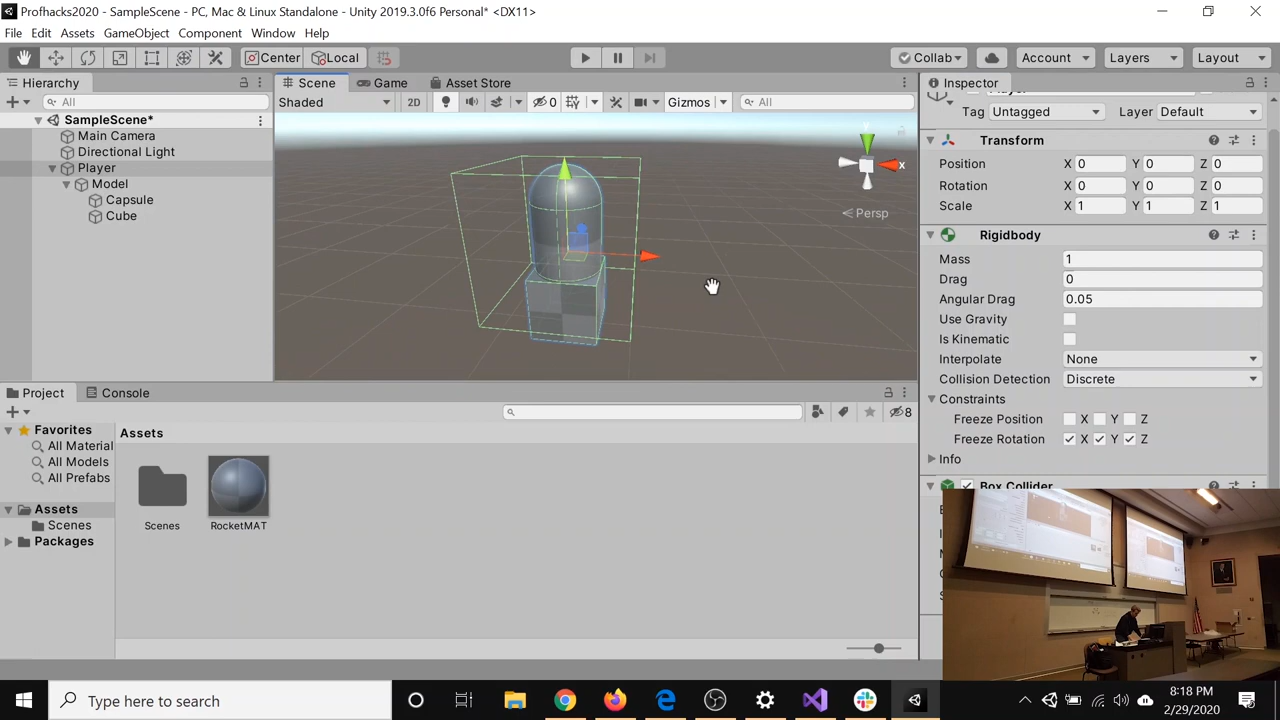 Profhacks2020 - SampleScene - PC, Mac & Linux Standalone - Unity 2019.3.0f6 Personal* <DX11>
File Edit Assets GameObject Component Window Help
Center Local Collab Account Layers Layout
Hierarchy Scene Game Asset Store Inspector
All Shaded 2D 0 Gizmos All
Tag Untagged Layer Default
SampleScene*
Main Camera
Directional Light
Player
Model
Capsule
Cube
y
x
Persp
Transform
Position X 0 Y 0 Z 0
Rotation X 0 Y 0 Z 0
Scale X 1 Y 1 Z 1
Rigidbody
Mass 1
Drag 0
Angular Drag 0.05
Use Gravity
Is Kinematic
Interpolate None
Collision Detection Discrete
Constraints
Freeze Position X Y Z
Freeze Rotation X Y Z
Info
Box Collider
Project Console
8
Favorites
All Material
All Models
All Prefabs
Assets
Scenes
Packages
Assets
Scenes RocketMAT
Type here to search
8:18 PM
2/29/2020